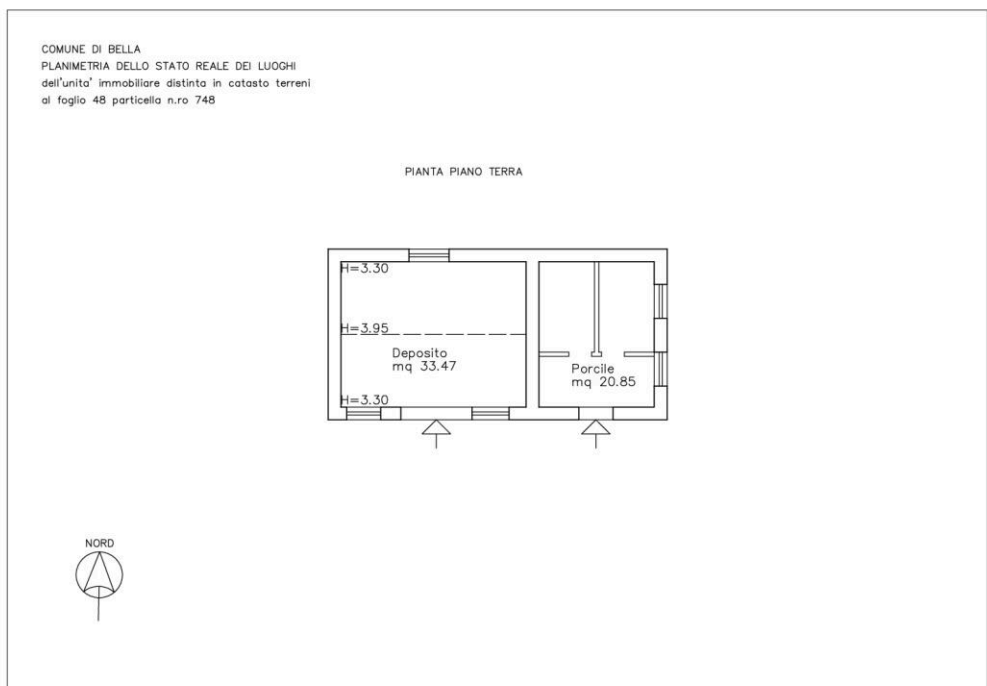 COMUNE DI BELLA
PLANIMETRIA DELLO STATO REALE DEI LUOGHI
dell'unita' immobiliare distinta in catasto terreni
al foglio 48 particella n.ro 748
PIANTA PIANO TERRA
H=3.30
H=3.95
Deposito
mq 33.47
H=3.30
Porcile
mq 20.85
NORD